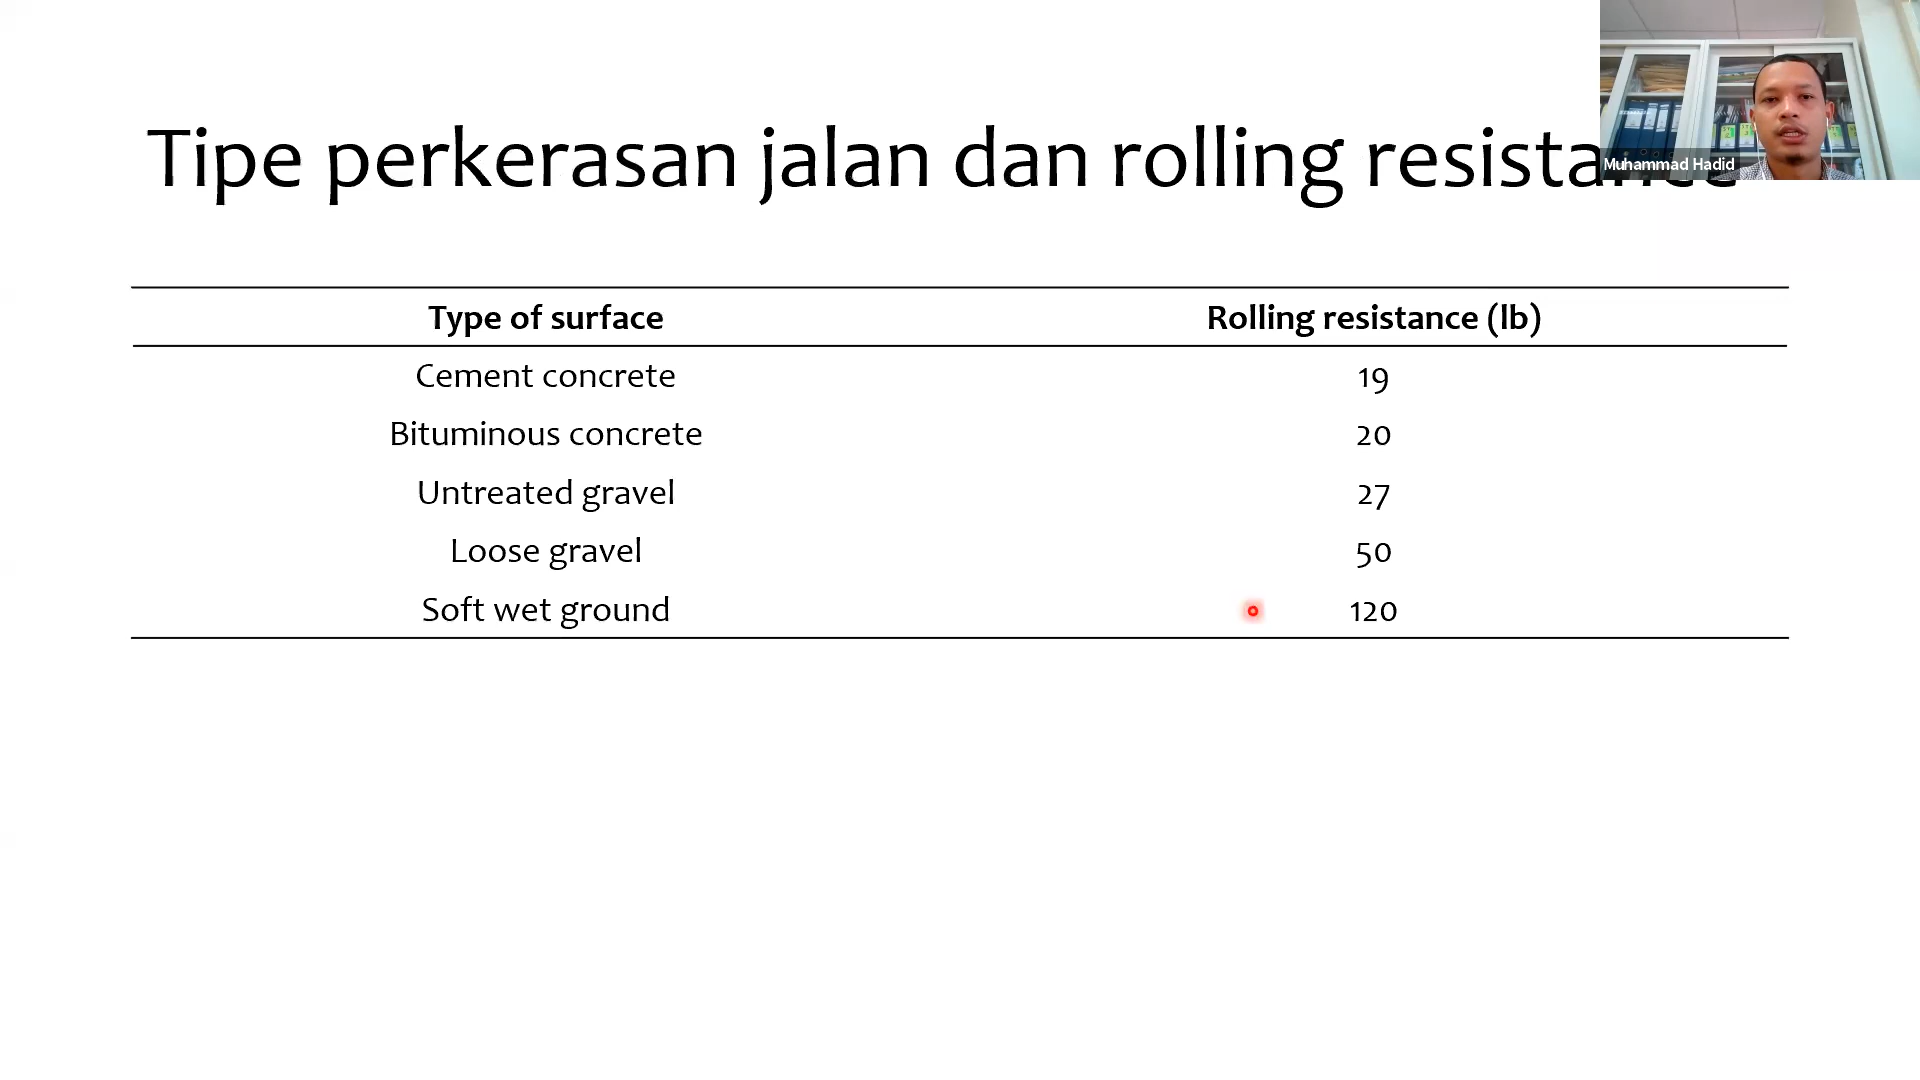 Tipe perkerasan jalan dan rolling resistance
Muhammad Hadid
Type of surface Rolling resistance (lb)
Cement concrete 19
Bituminous concrete 20
Untreated gravel 27
Loose gravel 50
Soft wet ground 120